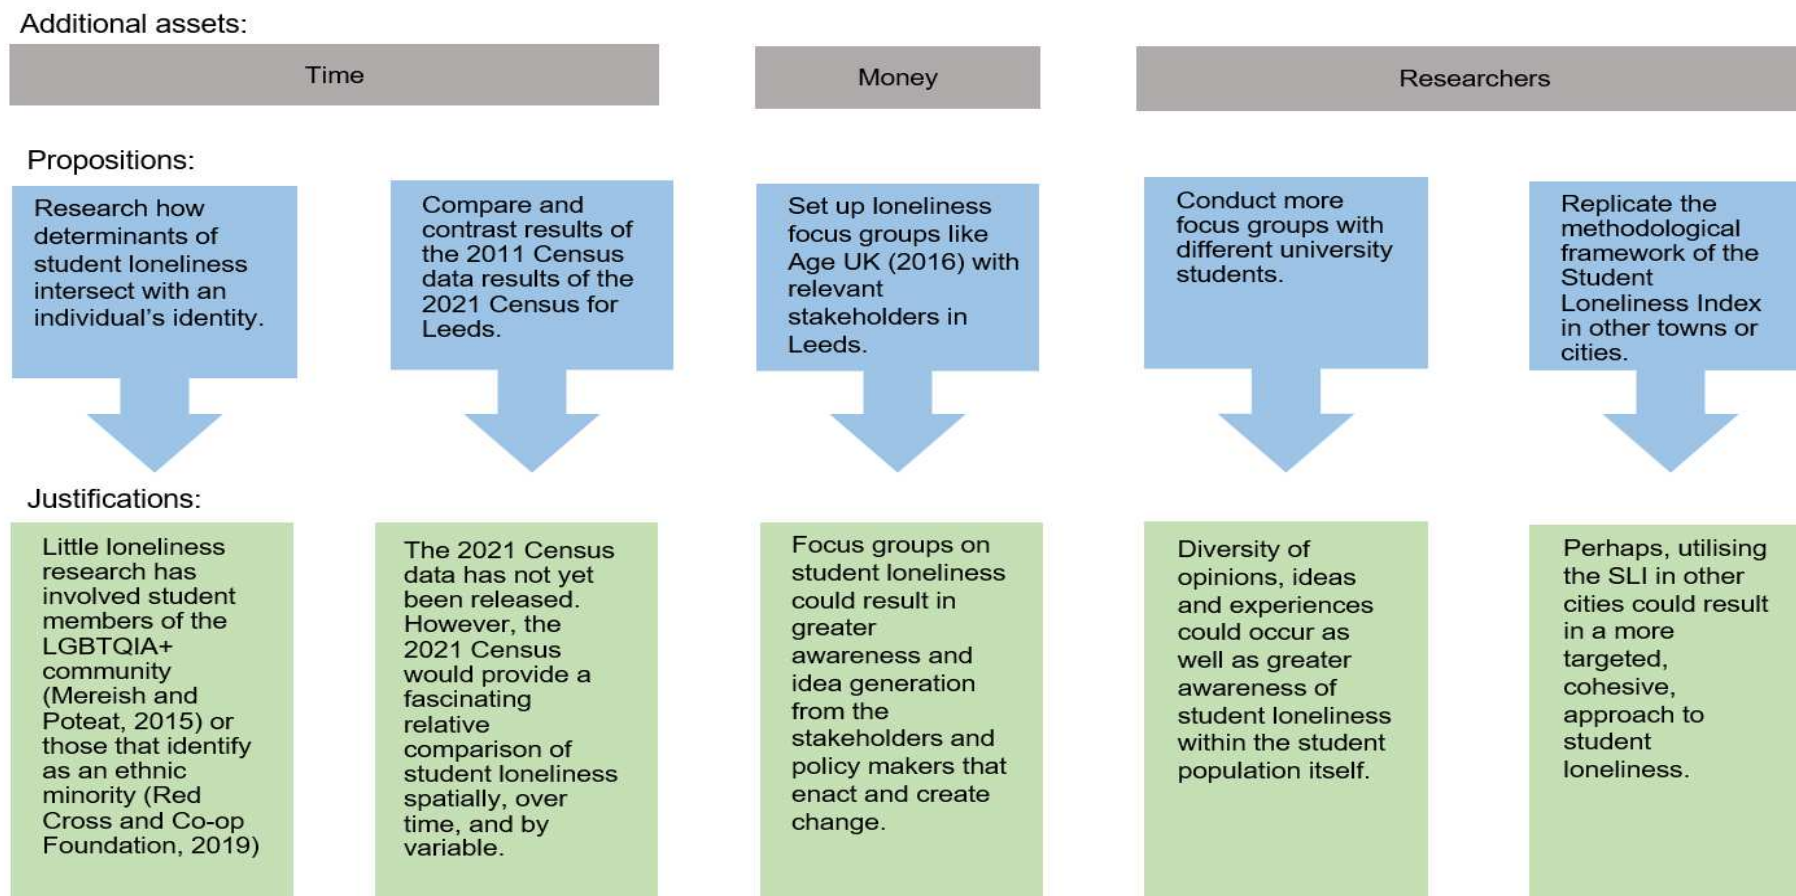 Additional assets:
Time
Money
Researchers
Propositions:
Research how
determinants of
student loneliness
intersect with an
individual’s identity.
Compare and
contrast results of
the 2011 Census
data results of the
2021 Census for
Leeds.
Set up loneliness
focus groups like
Age UK (2016) with
relevant
stakeholders in
Leeds.
Conduct more
focus groups with
different university
students.
Replicate the
methodological
framework of the
Student
Loneliness Index
in other towns or
cities.
Justifications:
Little loneliness
research has
involved student
members of the
LGBTQIA+
community
(Mereish and
Poteat, 2015) or
those that identify
as an ethnic
minority (Red
Cross and Co-op
Foundation, 2019)
The 2021 Census
data has not yet
been released.
However, the
2021 Census
would provide a
fascinating
relative
comparison of
student loneliness
spatially, over
time, and by
variable.
Focus groups on
student loneliness
could result in
greater
awareness and
idea generation
from the
stakeholders and
policy makers that
enact and create
change.
Diversity of
opinions, ideas
and experiences
could occur as
well as greater
awareness of
student loneliness
within the student
population itself.
Perhaps, utilising
the SLI in other
cities could result
in a more
targeted,
cohesive,
approach to
student
loneliness.